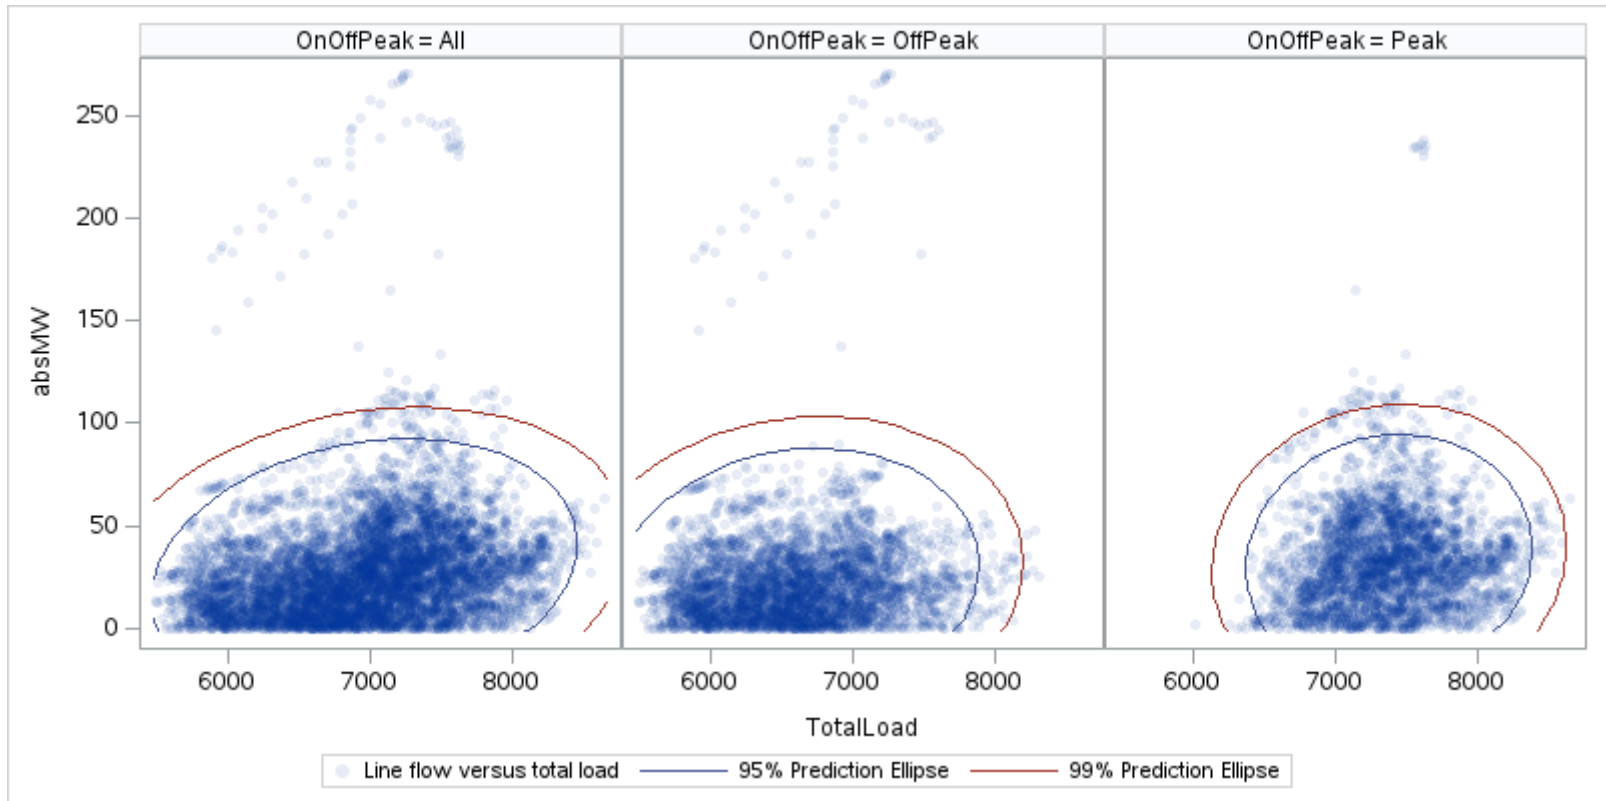 OnOffPeak = All
OnOffPeak = OffPeak
OnOffPeak = Peak
absMW
250
200
150
100
50
0
6000 7000 8000
6000 7000 8000
6000 7000 8000
TotalLoad
Line flow versus total load
95% Prediction Ellipse
99% Prediction Ellipse